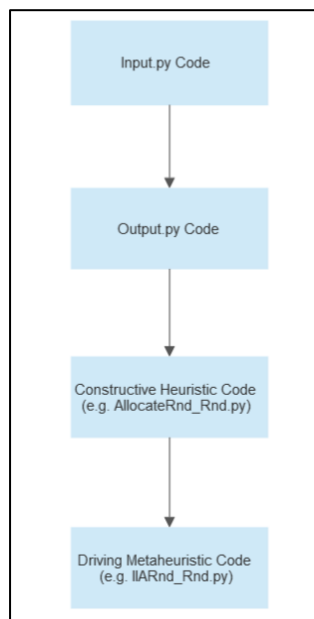 Input.py Code
Output.py Code
Constructive Heuristic Code
(e.g. AllocateRnd_Rnd.py)
Driving Metaheuristic Code
(e.g. IIARnd_Rnd.py)